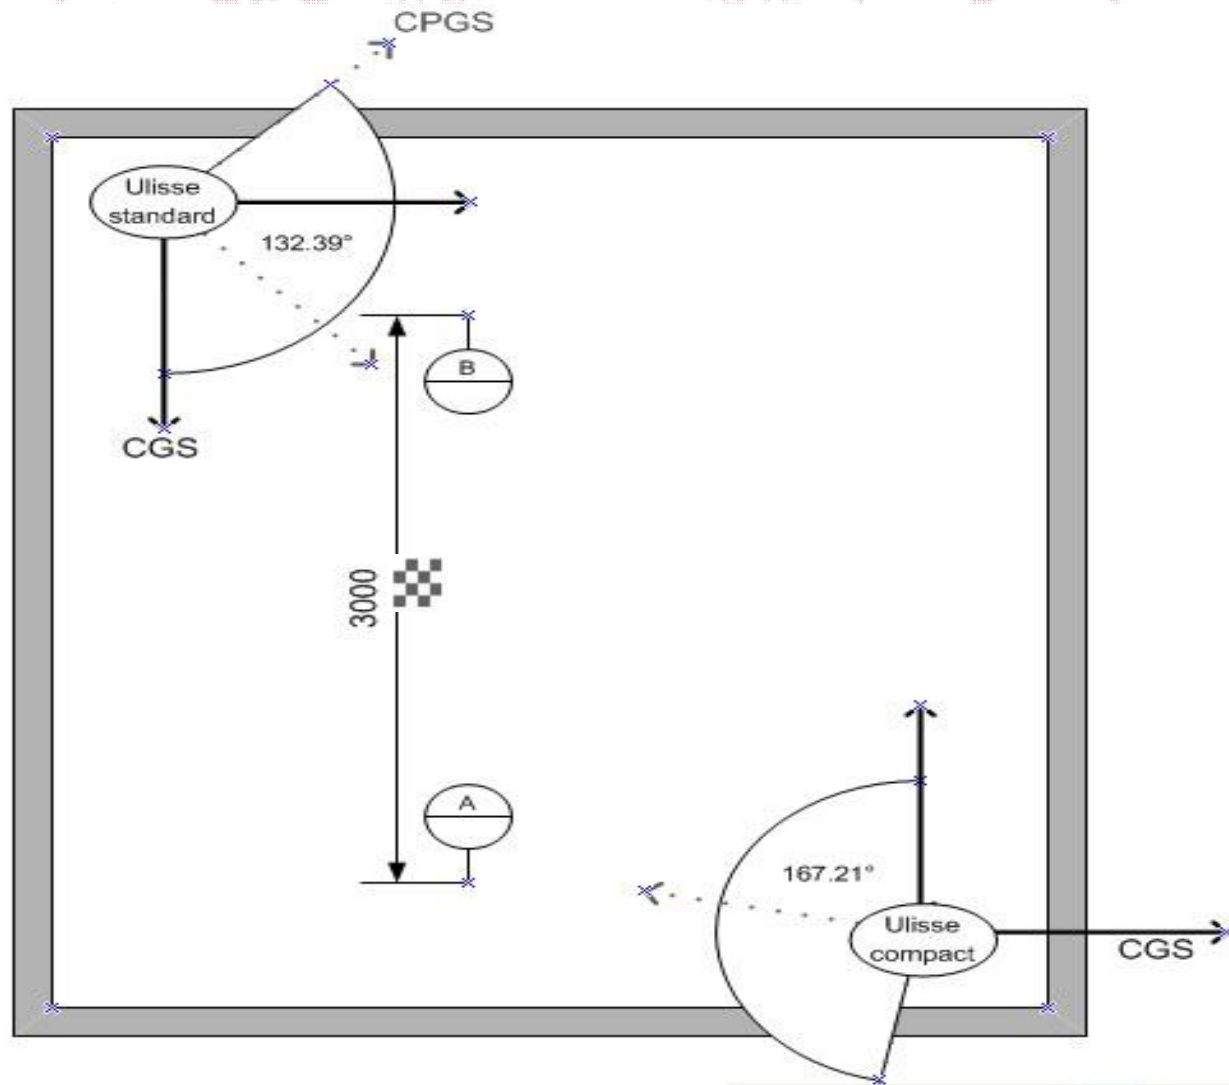 CPGS
Ulisse
standard
132.39°
B
CGS
3000
A
167.21°
Ulisse
compact
CGS